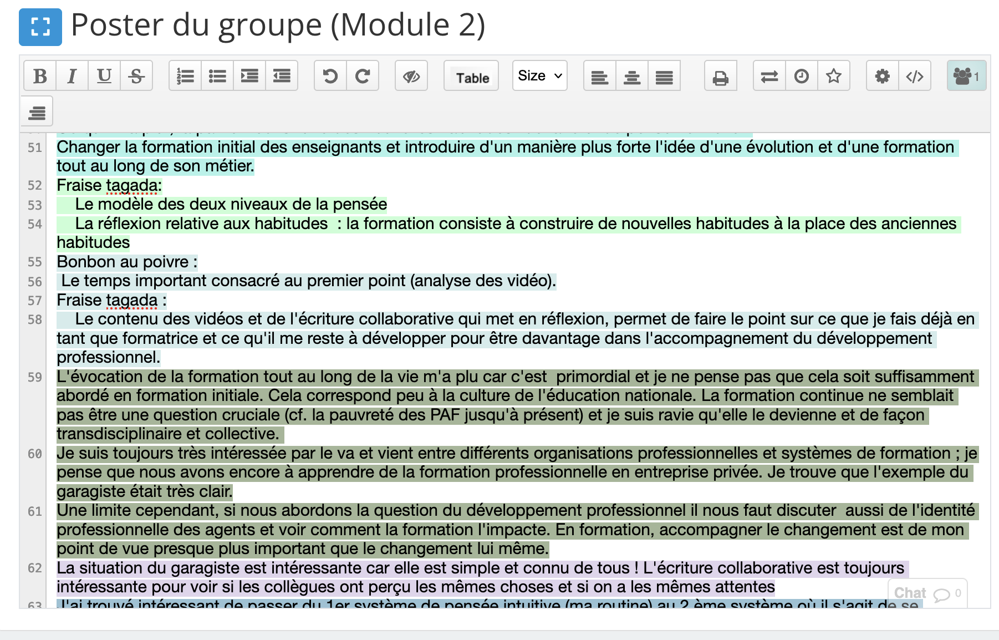 Poster du groupe (Module 2)
B I U S Table Size 1
51 Changer la formation initial des enseignants et introduire d'un manière plus forte l'idée d'une évolution et d'une formation
tout au long de son métier.
52 Fraise tagada:
53 Le modèle des deux niveaux de la pensée
54 La réflexion relative aux habitudes  : la formation consiste à construire de nouvelles habitudes à la place des anciennes
habitudes
55 Bonbon au poivre :
56 Le temps important consacré au premier point (analyse des vidéo).
57 Fraise tagada :
58 Le contenu des vidéos et de l'écriture collaborative qui met en réflexion, permet de faire le point sur ce que je fais déjà en
tant que formatrice et ce qu'il me reste à développer pour être davantage dans l'accompagnement du développement
professionnel.
59 L'évocation de la formation tout au long de la vie m'a plu car c'est  primordial et je ne pense pas que cela soit suffisamment
abordé en formation initiale. Cela correspond peu à la culture de l'éducation nationale. La formation continue ne semblait
pas être une question cruciale (cf. la pauvreté des PAF jusqu'à présent) et je suis ravie qu'elle le devienne et de façon
transdisciplinaire et collective.
60 Je suis toujours très intéressée par le va et vient entre différents organisations professionnelles et systèmes de formation ; je
pense que nous avons encore à apprendre de la formation professionnelle en entreprise privée. Je trouve que l'exemple du
garagiste était très clair.
61 Une limite cependant, si nous abordons la question du développement professionnel il nous faut discuter  aussi de l'identité
professionnelle des agents et voir comment la formation l'impacte. En formation, accompagner le changement est de mon
point de vue presque plus important que le changement lui même.
62 La situation du garagiste est intéressante car elle est simple et connu de tous ! L'écriture collaborative est toujours
intéressante pour voir si les collègues ont perçu les mêmes choses et si on a les mêmes attentes
Chat 0
63 J'ai trouvé intéressant de passer du 1er système de pensée intuitive (ma routine) au 2 ème système où il s'agit de se